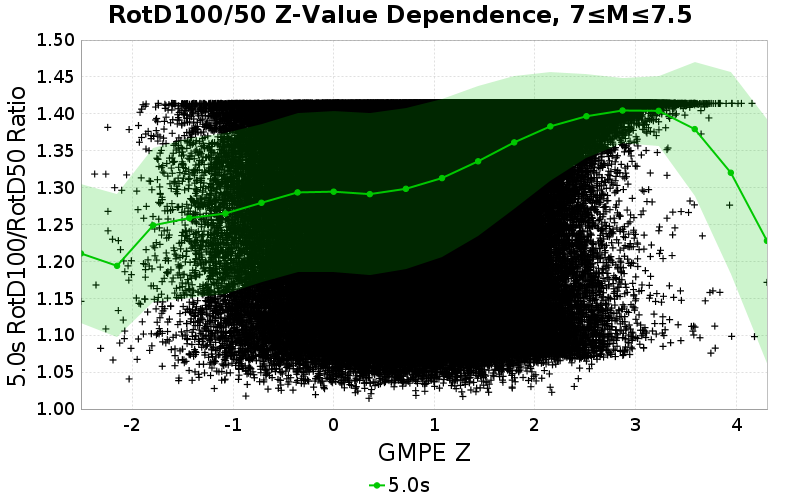 RotD100/50 Z-Value Dependence, 7≤M≤7.5
1.50
1.45
1.40
1.35
1.30
1.25
1.20
1.15
1.10
1.05
1.00
5.0s RotD100/RotD50 Ratio
-2 -1 0 1 2 3 4
GMPE Z
5.0s